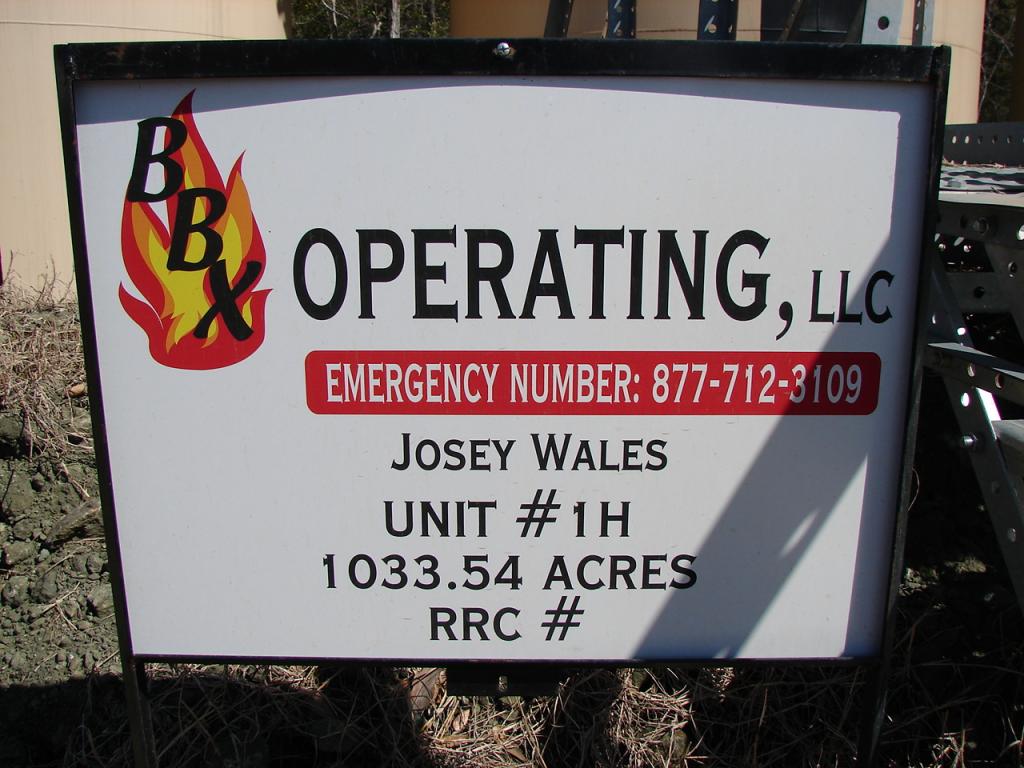 BBX
OPERATING, LLC
EMERGENCY NUMBER: 877-712-3109
JOSEY WALES
UNIT #1H
1033.54 ACRES
RRC #